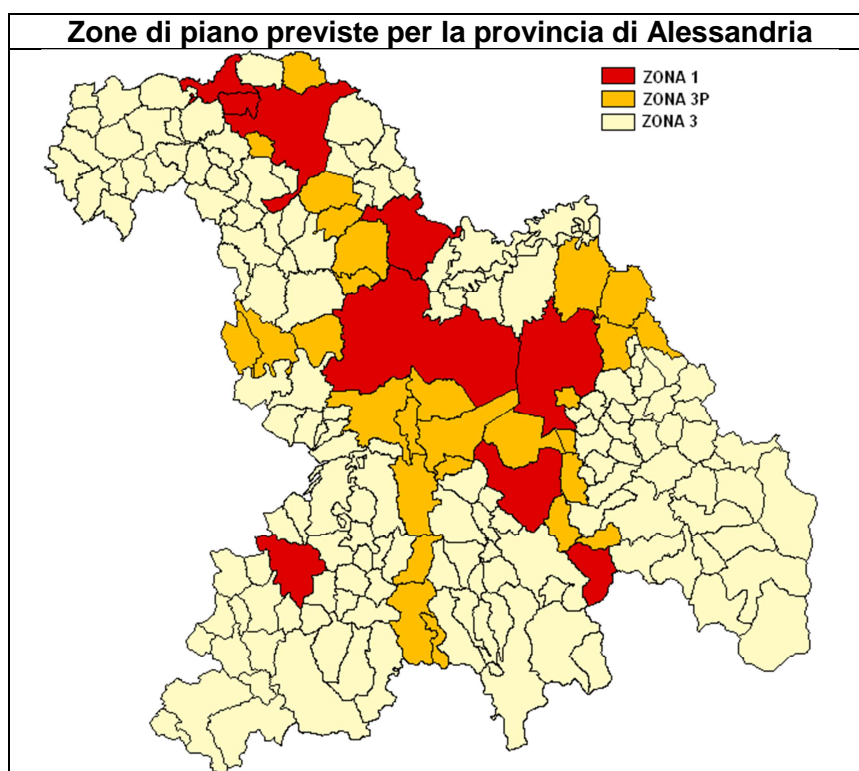 Zone di piano previste per la provincia di Alessandria
ZONA 1
ZONA 3P
ZONA 3